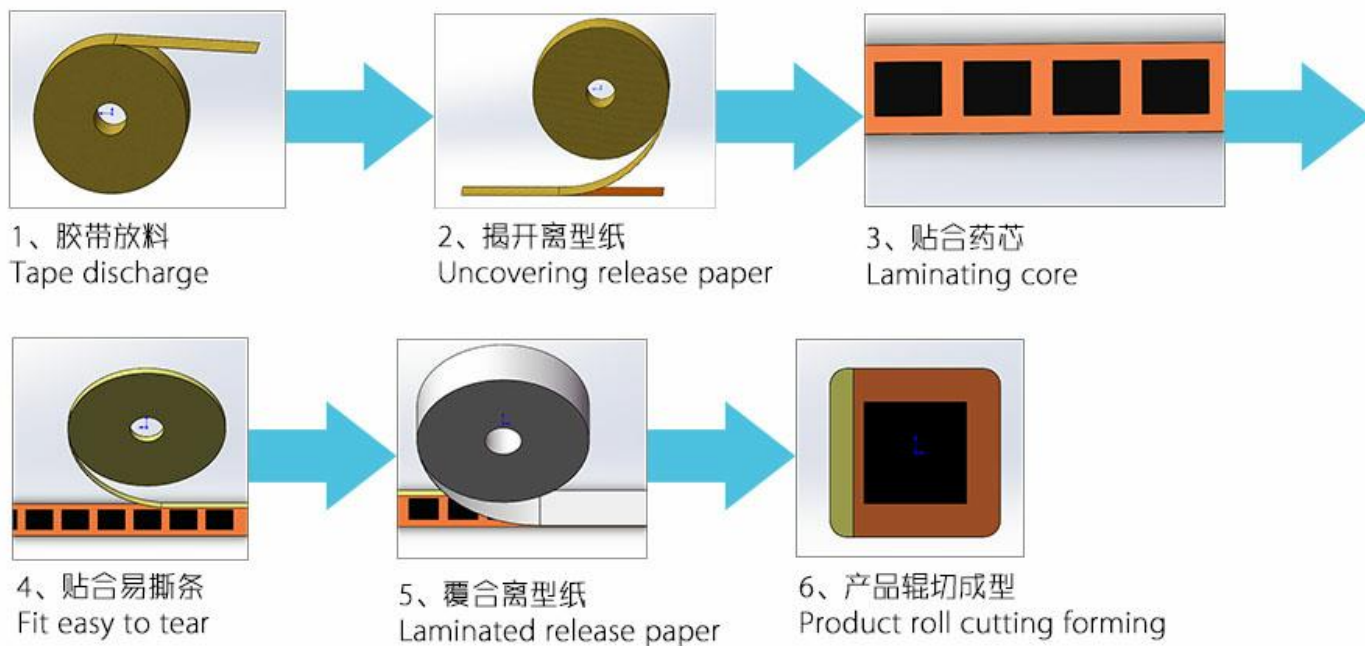 1、胶带放料
Tape discharge
2、揭开离型纸
Uncovering release paper
3、贴合药芯
Laminating core
4、贴合易撕条
Fit easy to tear
5、覆合离型纸
Laminated release paper
6、产品辊切成型
Product roll cutting forming